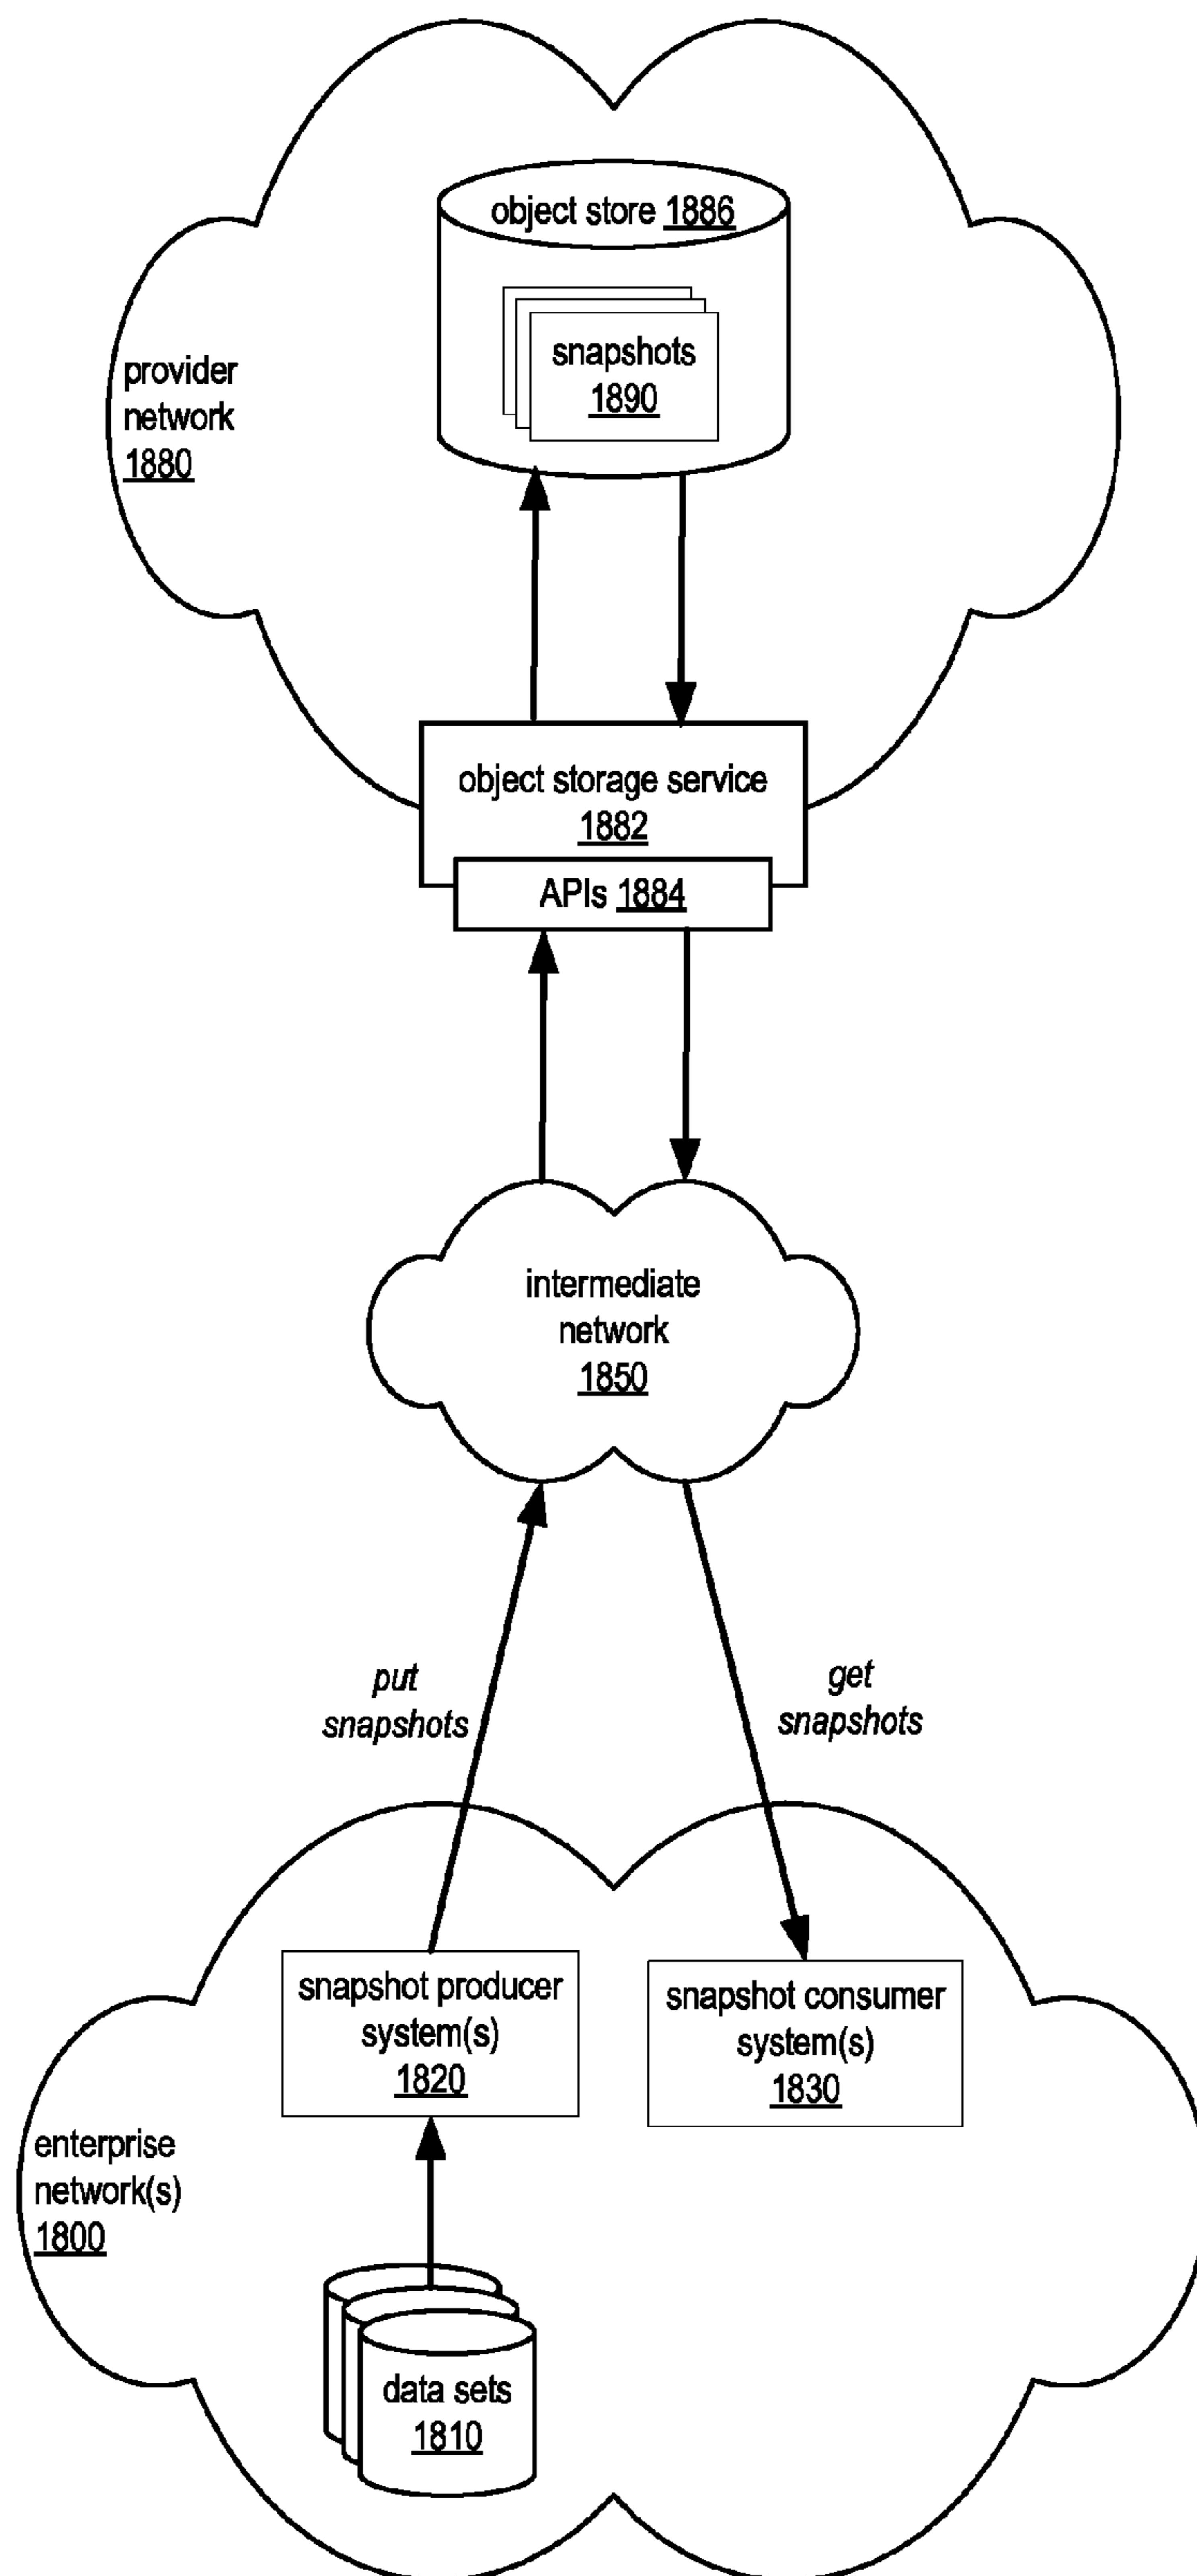 object store 1886
snapshots
1890
provider
network
1880
object storage service
1882
APIs 1884
intermediate
network
1850
put
snapshots
get
snapshots
snapshot producer
system(s)
1820
snapshot consumer
system(s)
1830
enterprise
network(s)
1800
data sets
1810